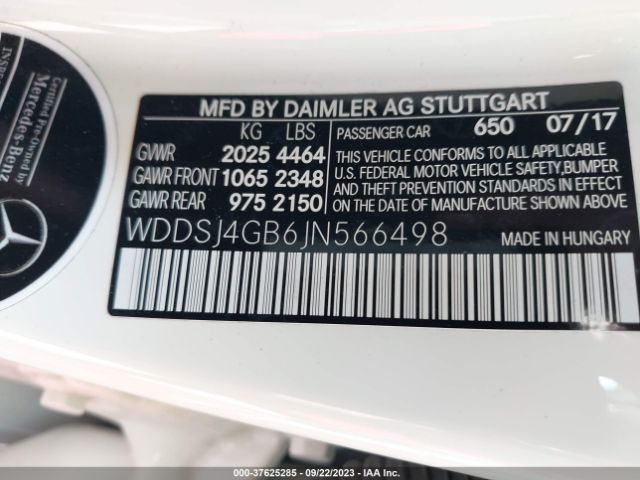 MFD BY DAIMLER AG STUTTGART
KG LBS
GVWR 2025 4464
GAWR FRONT 1065 2348
GAWR REAR 975 2150
PASSENGER CAR 650 07/17
THIS VEHICLE CONFORMS TO ALL APPLICABLE
U.S. FEDERAL MOTOR VEHICLE SAFETY,BUMPER
AND THEFT PREVENTION STANDARDS IN EFFECT
ON DATE OF MANUFACTURE SHOWN ABOVE
WDDSJ4GB6JN566498
MADE IN HUNGARY
Certified Pre-Owned by
Mercedes-Benz
000-37625285 - 09/22/2023 - IAA Inc.